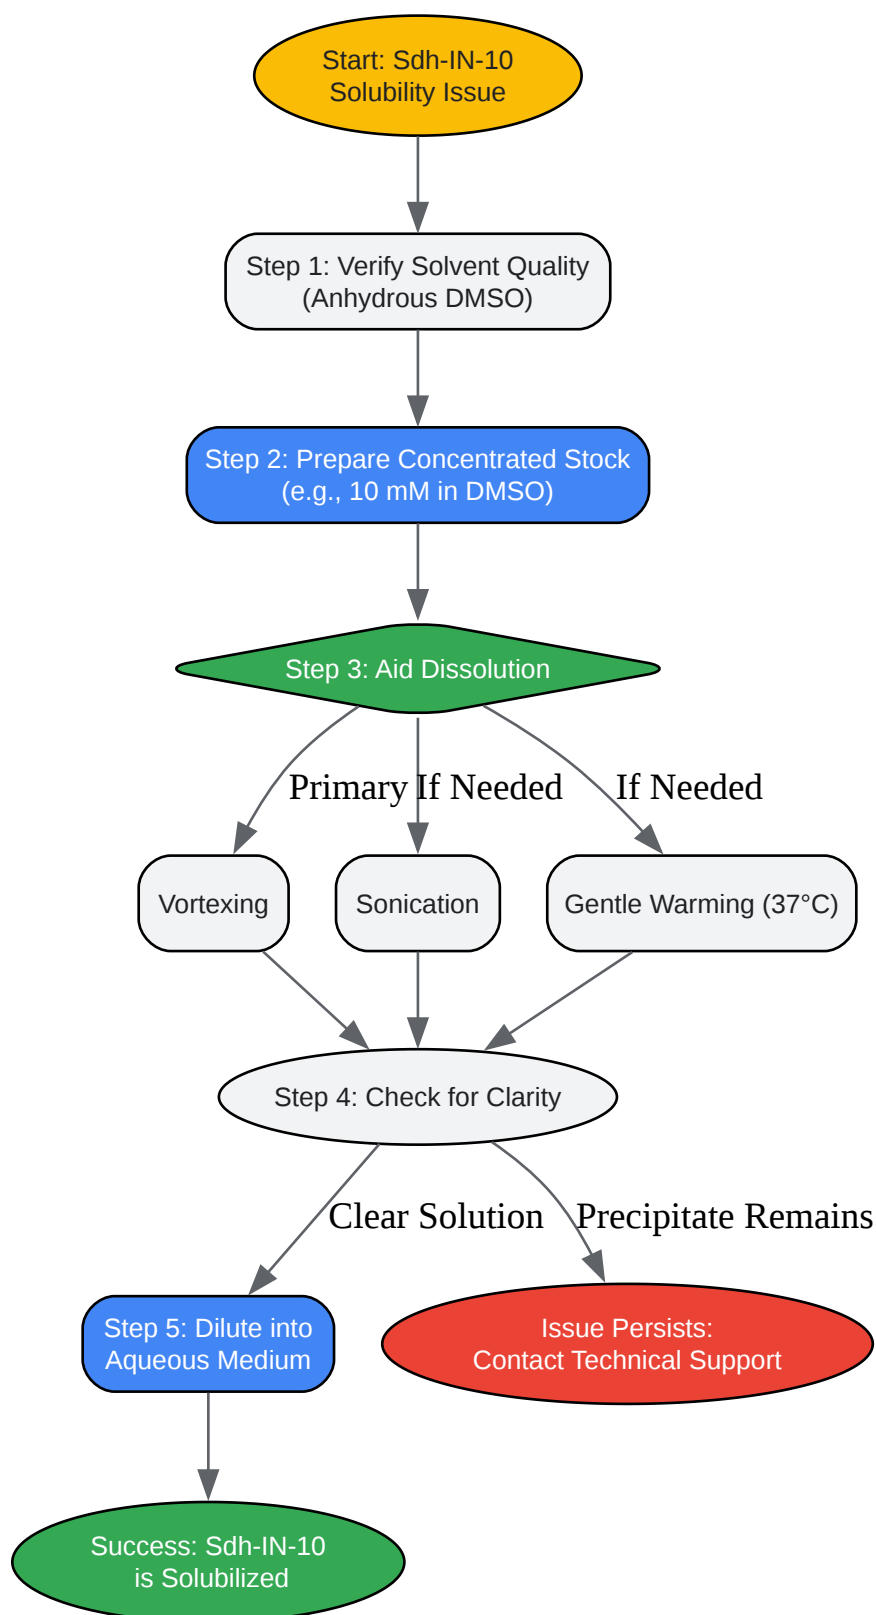 Start: Sdh-IN-10
Solubility Issue
Step 1: Verify Solvent Quality
(Anhydrous DMSO)
Step 2: Prepare Concentrated Stock
(e.g., 10 mM in DMSO)
Step 3: Aid Dissolution
Primary
If Needed
If Needed
Vortexing
Sonication
Gentle Warming (37°C)
Step 4: Check for Clarity
Clear Solution
Precipitate Remains
Step 5: Dilute into
Aqueous Medium
Issue Persists:
Contact Technical Support
Success: Sdh-IN-10
is Solubilized